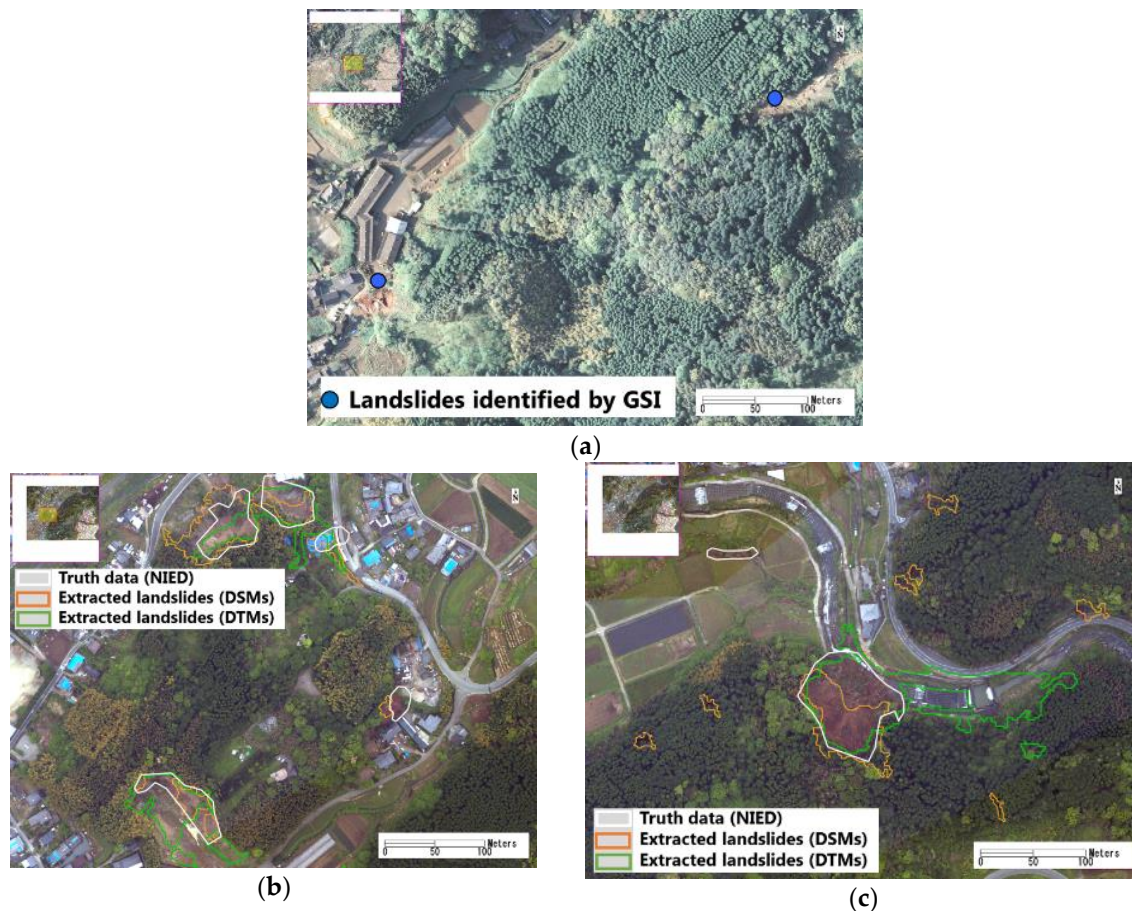 Landslides identified by GSI
Meters
0 50 100
(a)
Truth data (NIED)
Extracted landslides (DSMs)
Extracted landslides (DTMs)
Meters
0 50 100
(b)
Truth data (NIED)
Extracted landslides (DSMs)
Extracted landslides (DTMs)
Meters
0 50 100
(c)